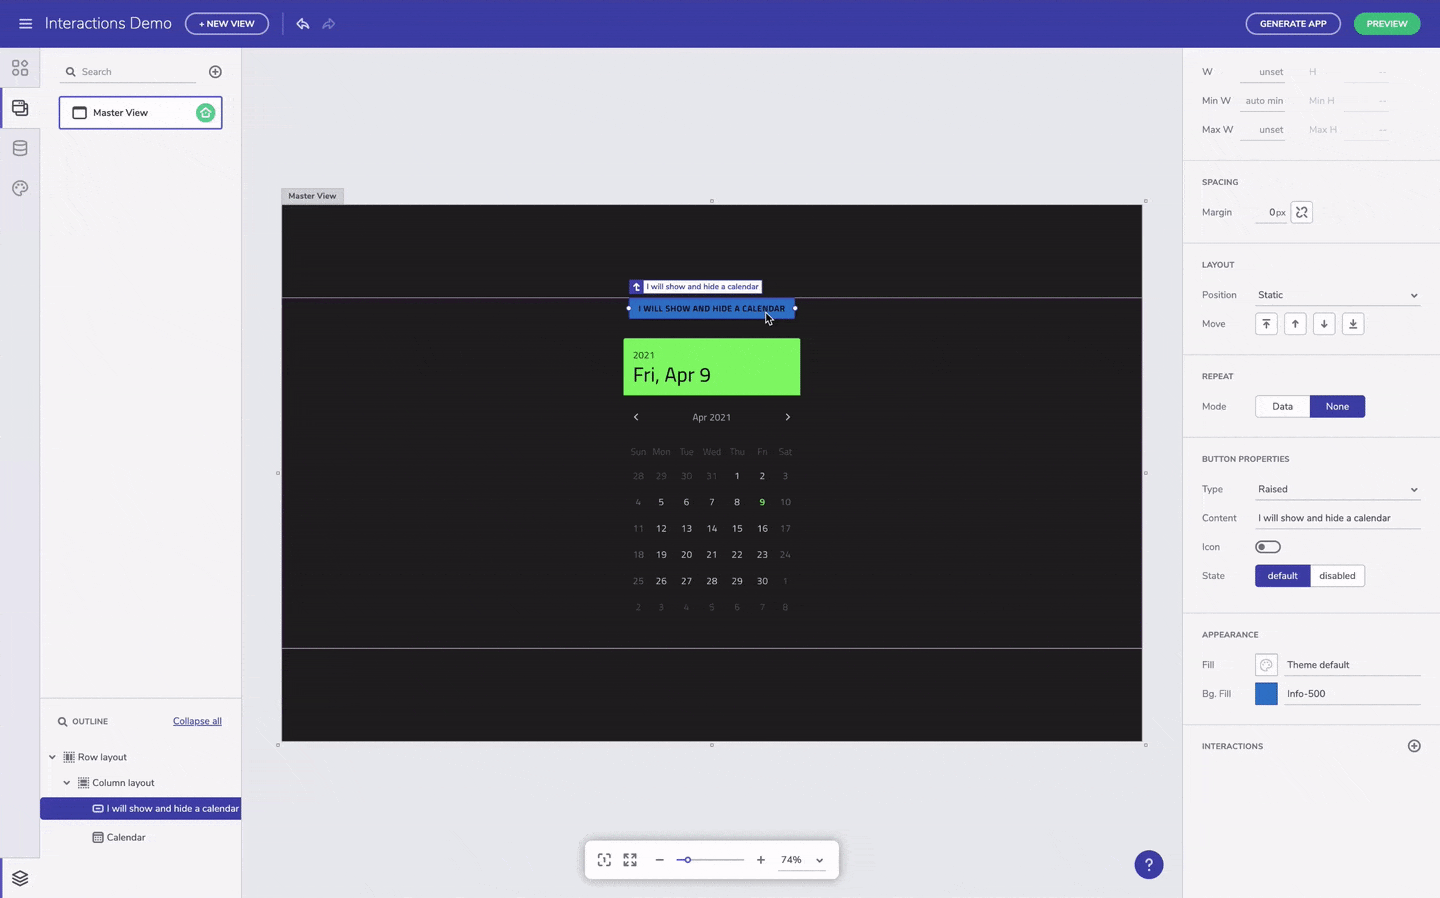 Interactions Demo
+ NEW VIEW
GENERATE APP
PREVIEW
Search
Master View
OUTLINE
Collapse all
Row layout
Column layout
I will show and hide a calendar
Calendar
Master View
I will show and hide a calendar
I WILL SHOW AND HIDE A CALENDAR
2021
Fri, Apr 9
Apr 2021
Sun Mon Tue Wed Thu Fri Sat
28 29 30 31 1 2 3
4 5 6 7 8 9 10
11 12 13 14 15 16 17
18 19 20 21 22 23 24
25 26 27 28 29 30 1
2 3 4 5 6 7 8
74%
?
W unset H --
Min W auto min Min H --
Max W unset Max H --
SPACING
Margin 0px
LAYOUT
Position Static
Move
REPEAT
Mode Data None
BUTTON PROPERTIES
Type Raised
Content I will show and hide a calendar
Icon
State default disabled
APPEARANCE
Fill Theme default
Bg. Fill Info-500
INTERACTIONS